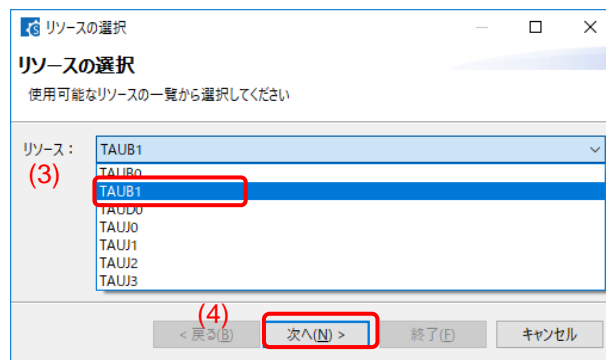 リソースの選択
リソースの選択
使用可能なリソースの一覧から選択してください
リソース： TAUB1
(3)
TAUB0
TAUB1
TAUD0
TAUJ0
TAUJ1
TAUJ2
TAUJ3
(4)
< 戻る(B) 次へ(N) > 終了(F) キャンセル